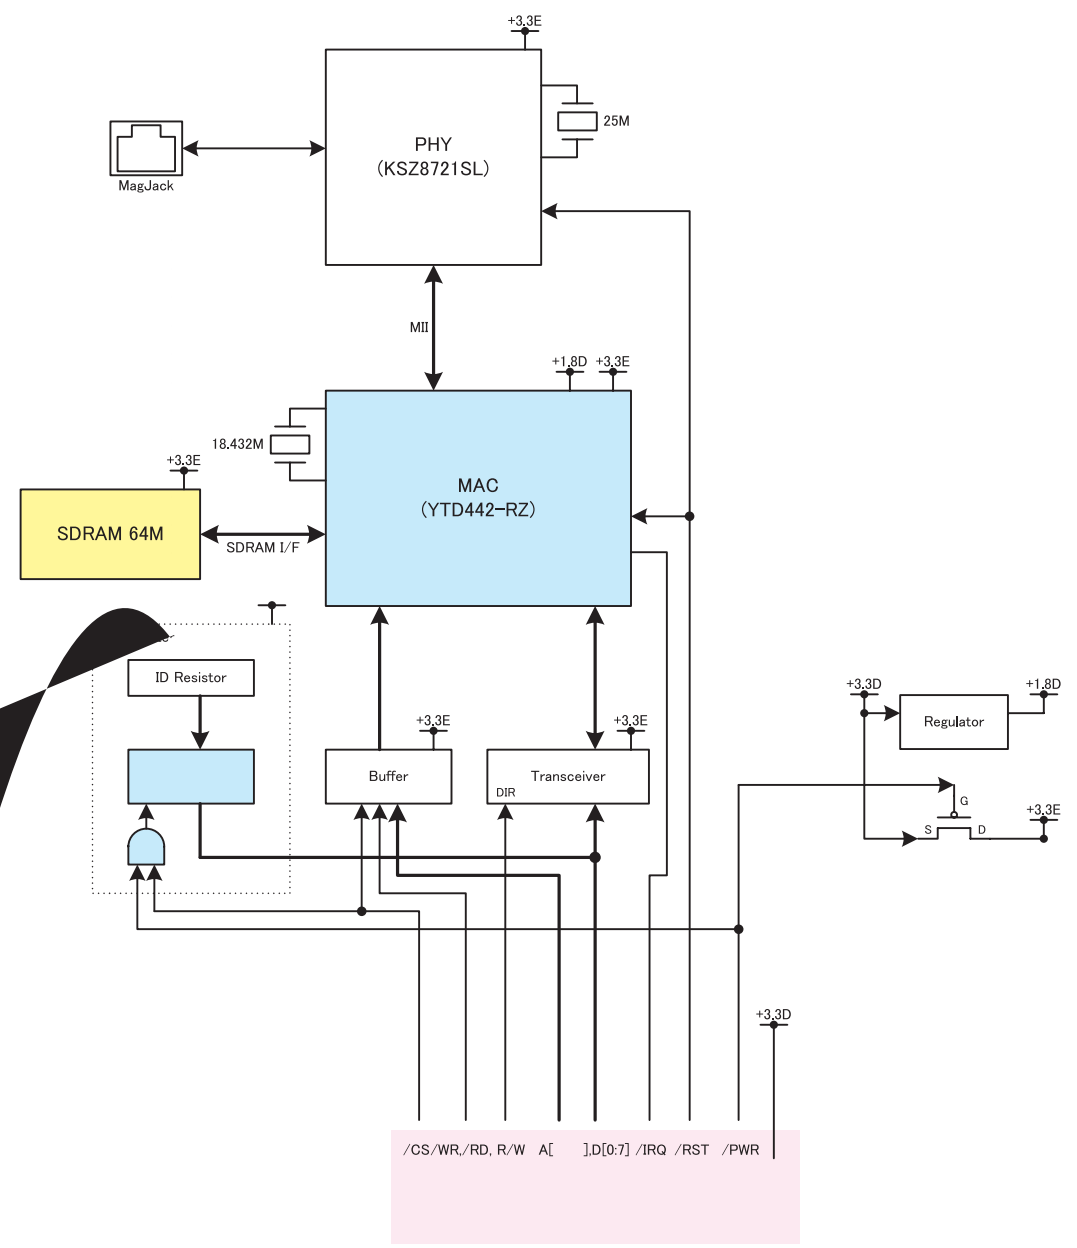 +3.3E
PHY
(KSZ8721SL)
25M
MagJack
MII
+1.8D
+3.3E
18.432M
+3.3E
MAC
(YTD442-RZ)
SDRAM 64M
SDRAM I/F
ID Resistor
+3.3E
+3.3E
Buffer
Transceiver
DIR
+3.3D
+1.8D
Regulator
G
S
D
+3.3E
+3.3D
/CS/WR,/RD, R/W A[ ],D[0:7] /IRQ /RST /PWR